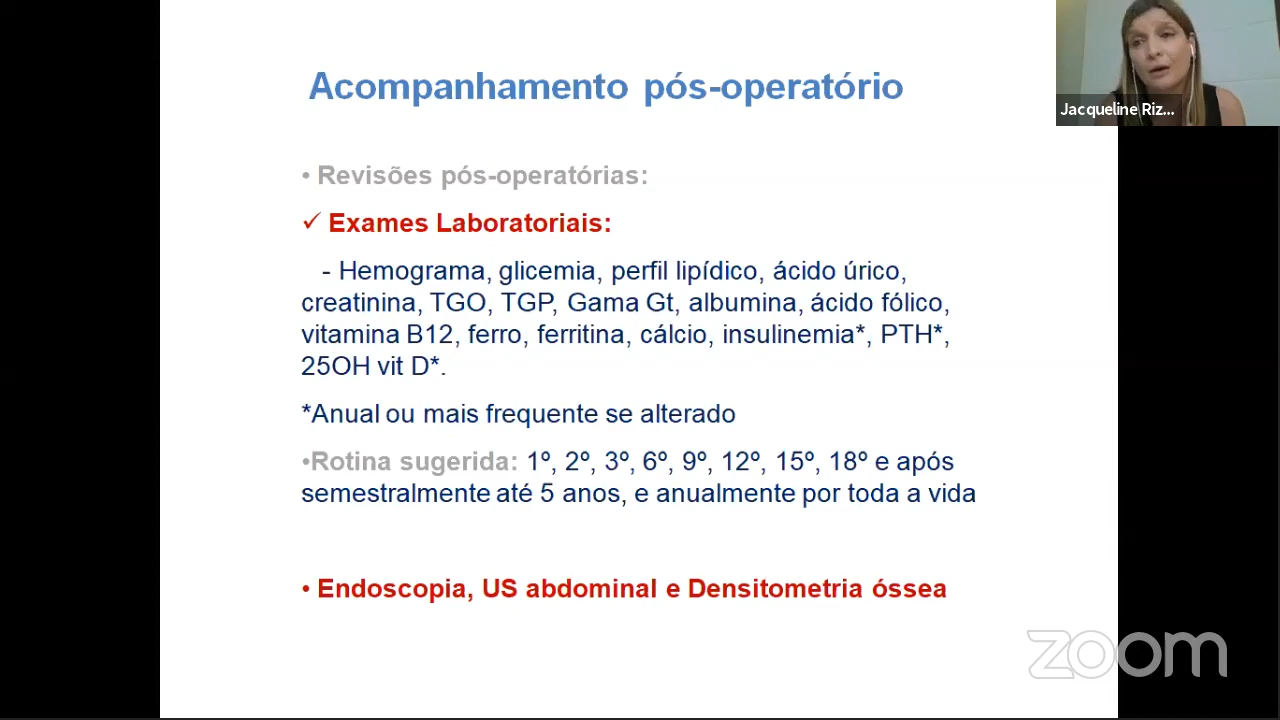 Acompanhamento pós-operatório
Jacqueline Riz...
• Revisões pós-operatórias:
✓ Exames Laboratoriais:
- Hemograma, glicemia, perfil lipídico, ácido úrico,
creatinina, TGO, TGP, Gama Gt, albumina, ácido fólico,
vitamina B12, ferro, ferritina, cálcio, insulinemia*, PTH*,
25OH vit D*.
*Anual ou mais frequente se alterado
•Rotina sugerida: 1º, 2º, 3º, 6º, 9º, 12º, 15º, 18º e após
semestralmente até 5 anos, e anualmente por toda a vida
• Endoscopia, US abdominal e Densitometria óssea
zoom